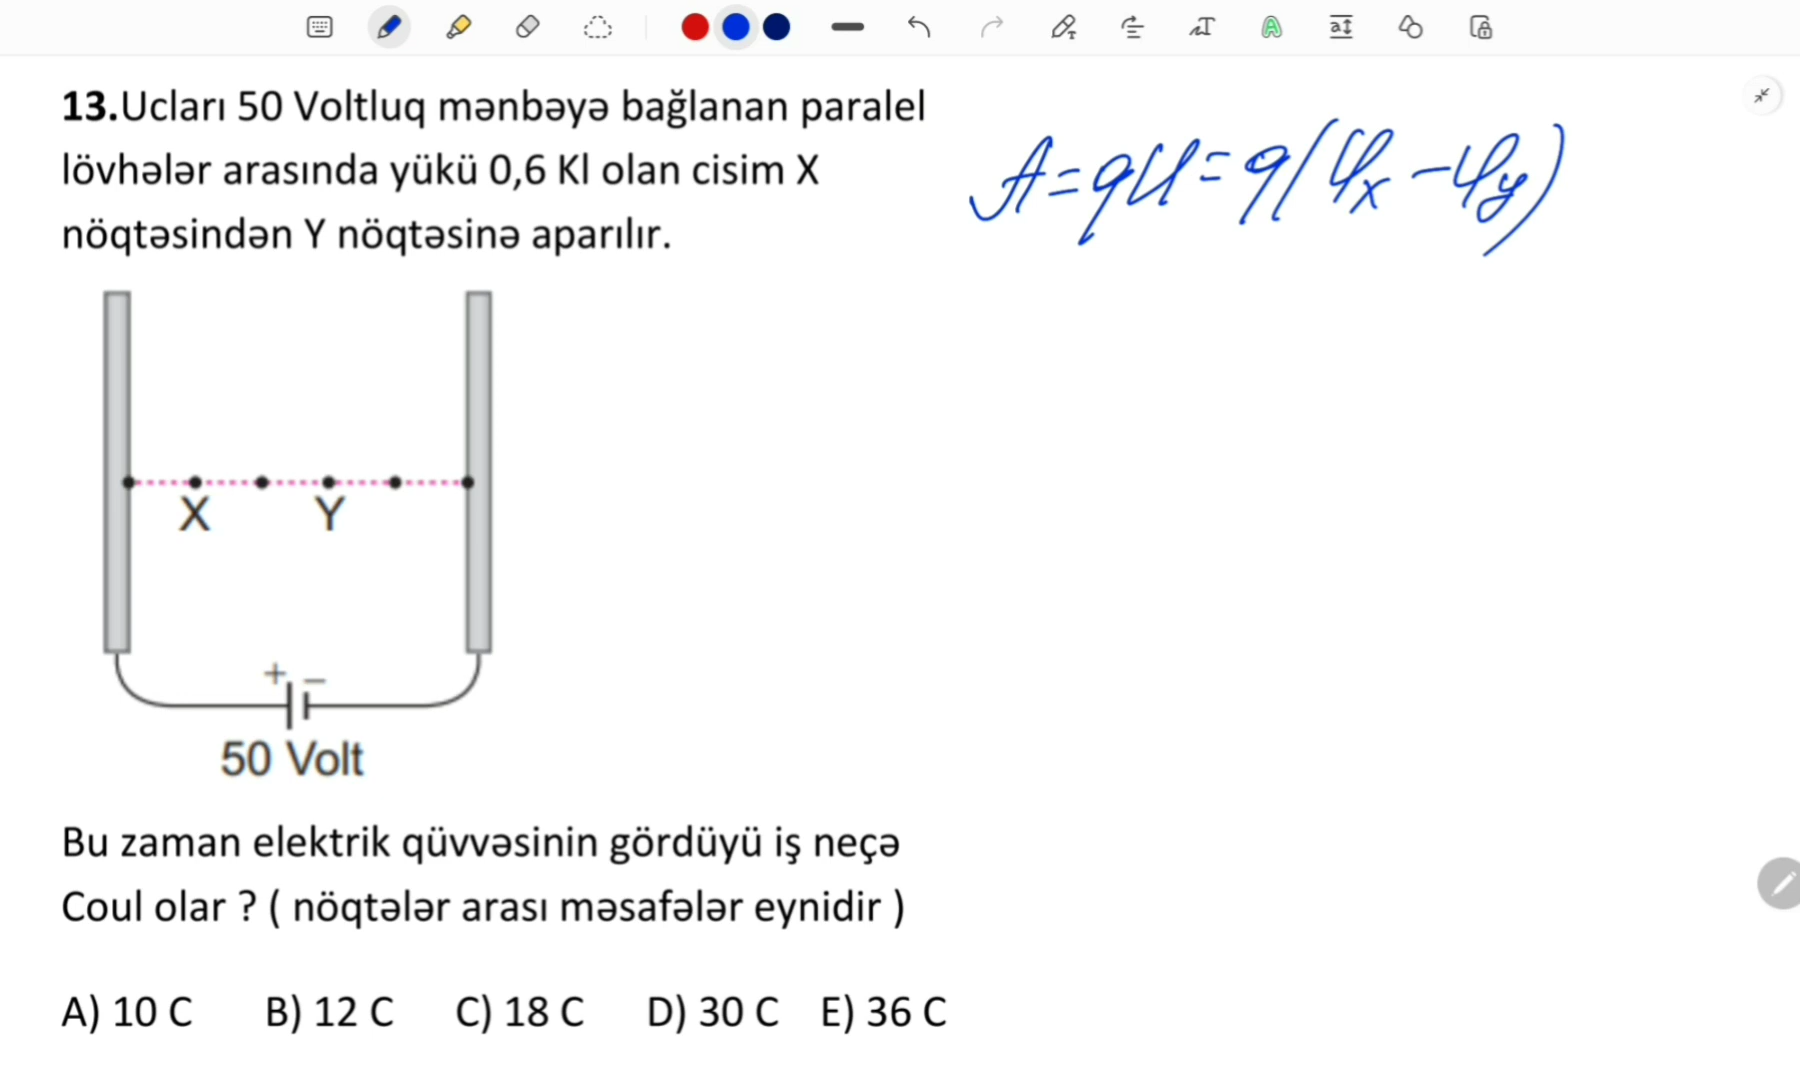 13.Ucları 50 Voltluq mənbəyə bağlanan paralel
lövhələr arasında yükü 0,6 Kl olan cisim X
nöqtəsindən Y nöqtəsinə aparılır.
A=qU=q(φx-φy)
X Y
+ −
50 Volt
Bu zaman elektrik qüvvəsinin gördüyü iş neçə
Coul olar ? ( nöqtələr arası məsafələr eynidir )
A) 10 C B) 12 C C) 18 C D) 30 C E) 36 C